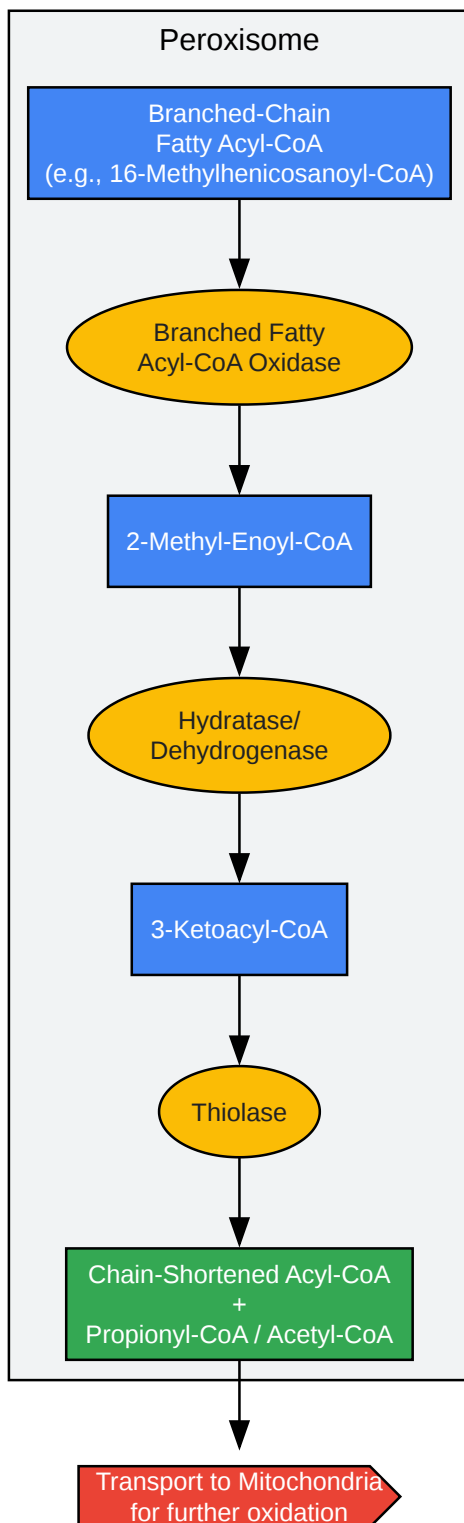 Peroxisome
Branched-Chain
Fatty Acyl-CoA
(e.g., 16-Methylhenicosanoyl-CoA)
Branched Fatty
Acyl-CoA Oxidase
2-Methyl-Enoyl-CoA
Hydratase/
Dehydrogenase
3-Ketoacyl-CoA
Thiolase
Chain-Shortened Acyl-CoA
+
Propionyl-CoA / Acetyl-CoA
Transport to Mitochondria
for further oxidation